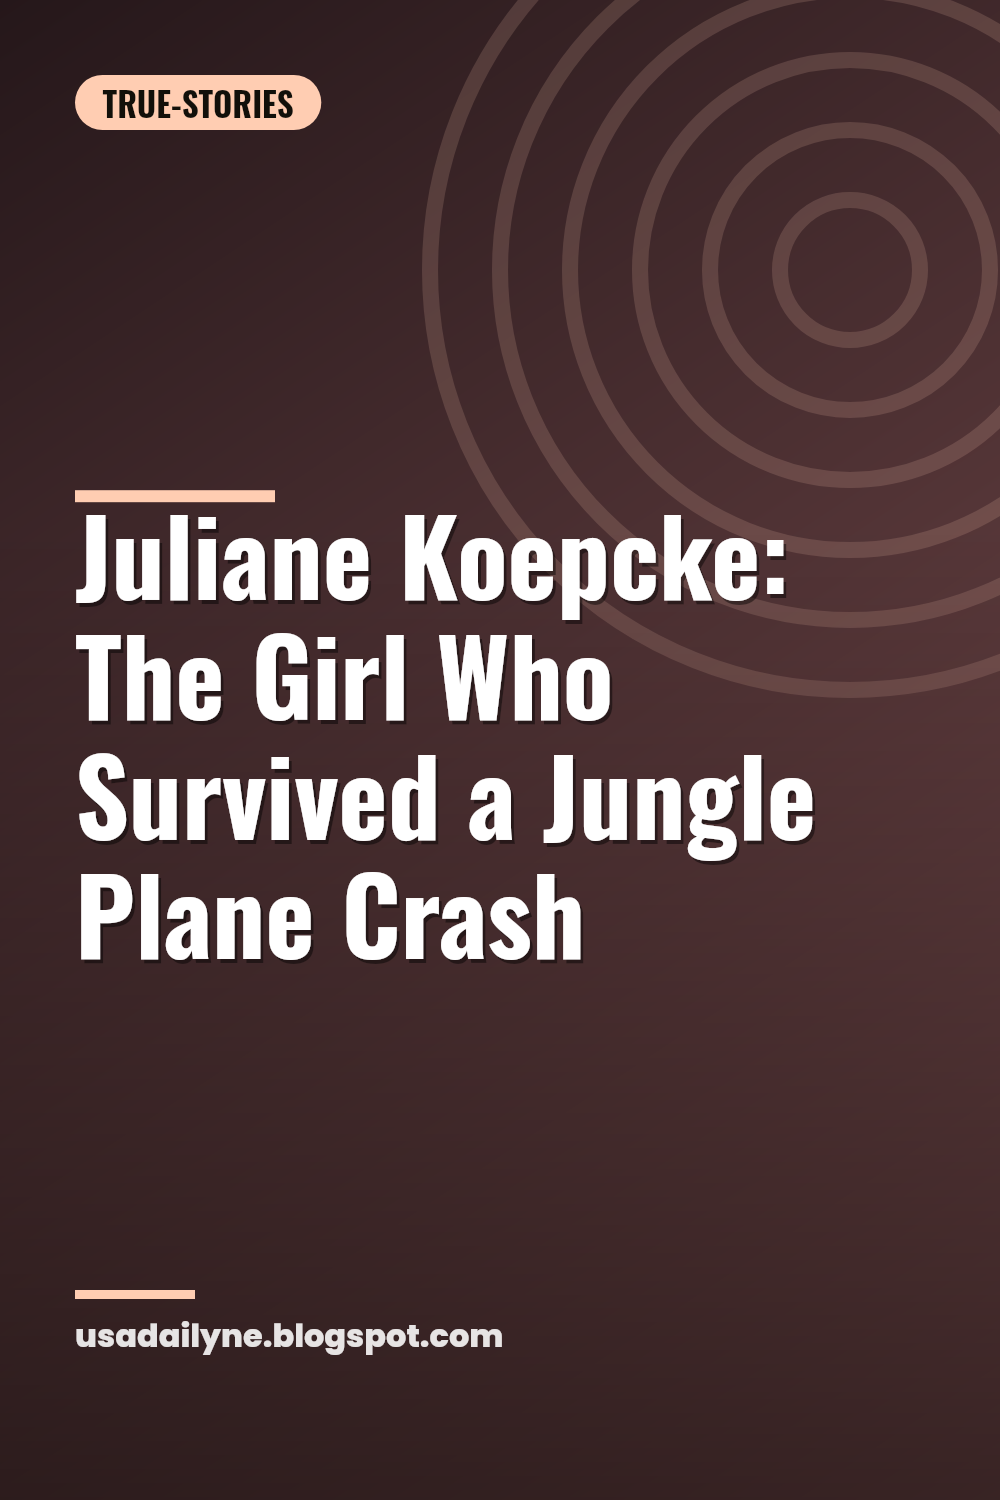 TRUE-STORIES
Juliane Koepcke:
The Girl Who
Survived a Jungle
Plane Crash
usadailyne.blogspot.com